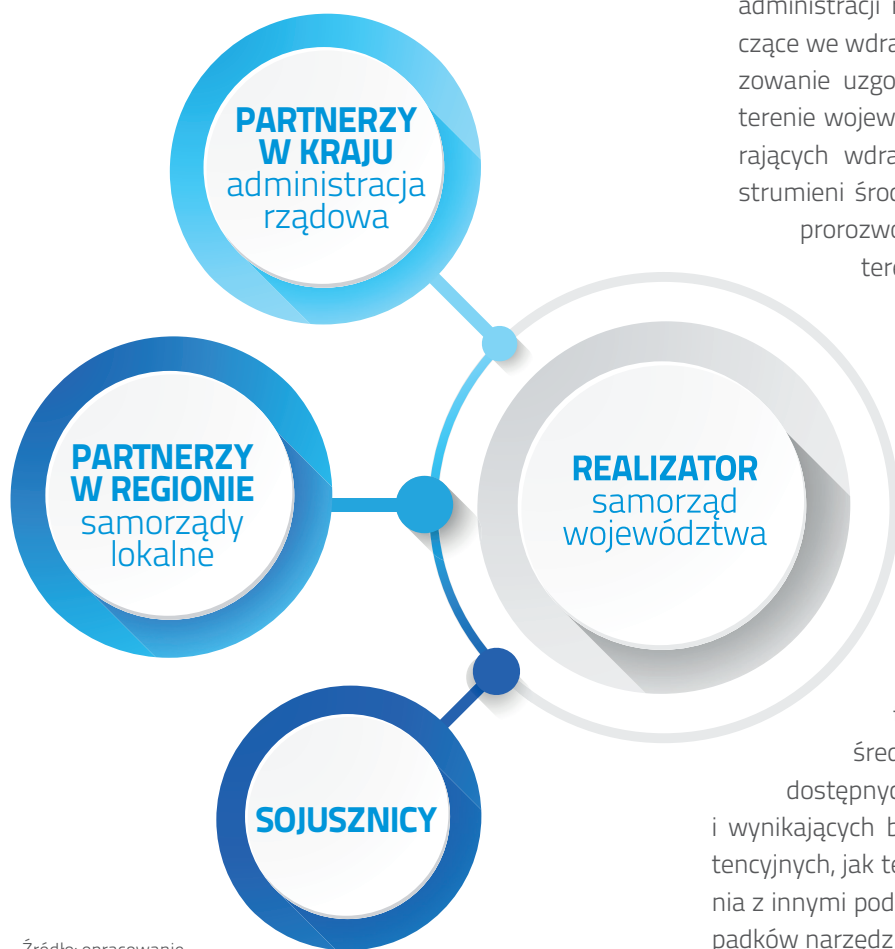 PARTNERZY
W KRAJU
administracja
rządowa
PARTNERZY
W REGIONIE
samorządy
lokalne
REALIZATOR
samorząd
województwa
SOJUSZNICY
administracji
czące we wdra
zowanie uzgo
terenie wojew
rających wdra
strumieni środ
prorozwo
tere
śred
dostępnyc
i wynikających b
tencyjnych, jak te
nia z innymi pod
padków narzędz
Źródło: opracowanie